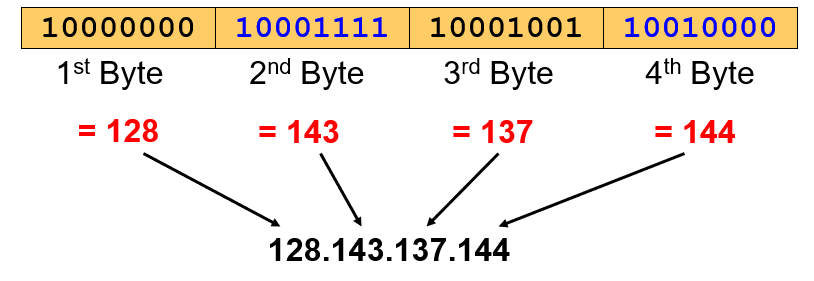 10000000 10001111 10001001 10010000
1st Byte 2nd Byte 3rd Byte 4th Byte
= 128 = 143 = 137 = 144
128.143.137.144